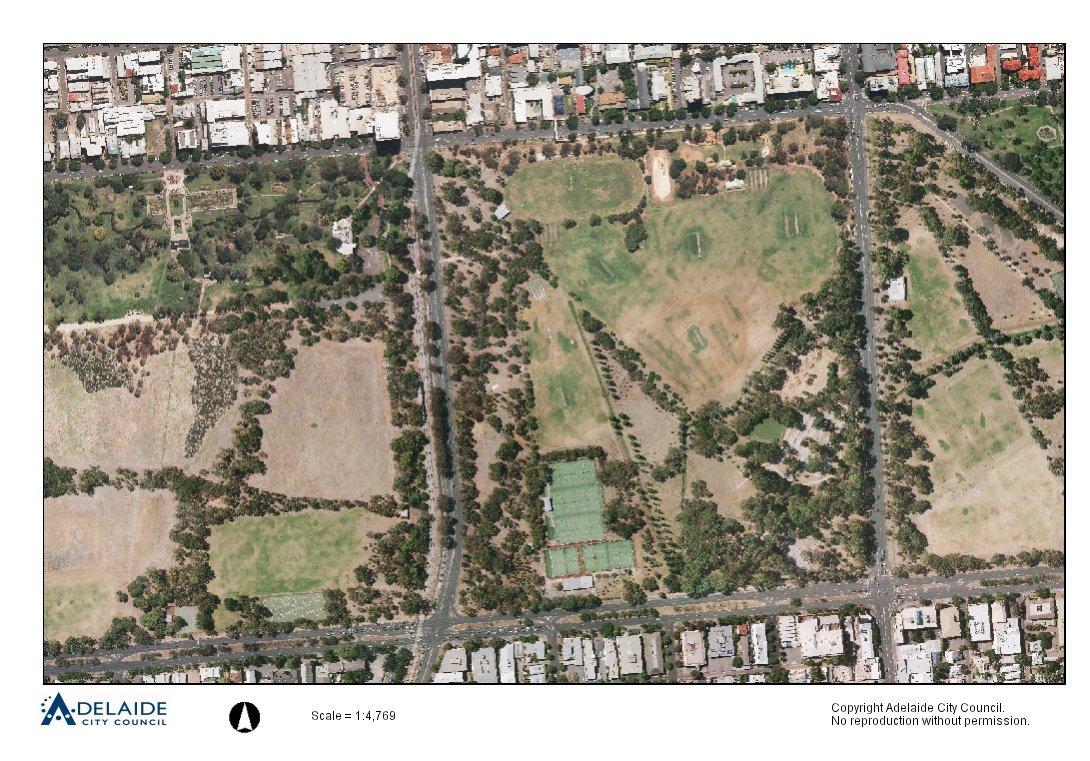 ADELAIDE
CITY COUNCIL
Scale = 1:4,769
Copyright Adelaide City Council.
No reproduction without permission.